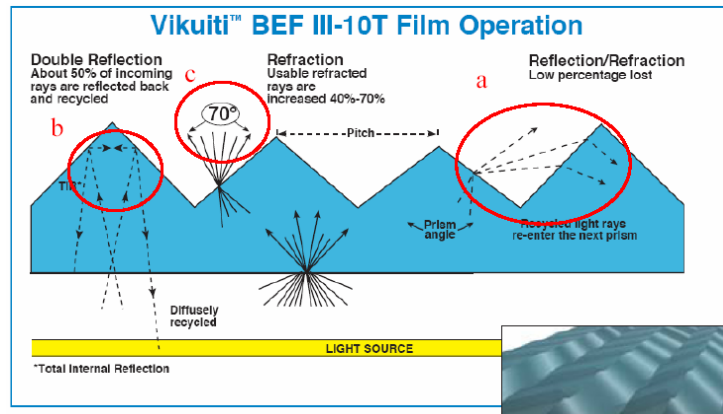 Vikuiti™ BEF III-10T Film Operation
Double Reflection
About 50% of incoming
rays are reflected back
and recycled
c
Refraction
Usable refracted
rays are
increased 40%-70%
Reflection/Refraction
Low percentage lost
a
b
70°
Pitch
TIR*
Prism
angle
Recycled light rays
re-enter the next prism
Diffusely
recycled
LIGHT SOURCE
*Total Internal Reflection